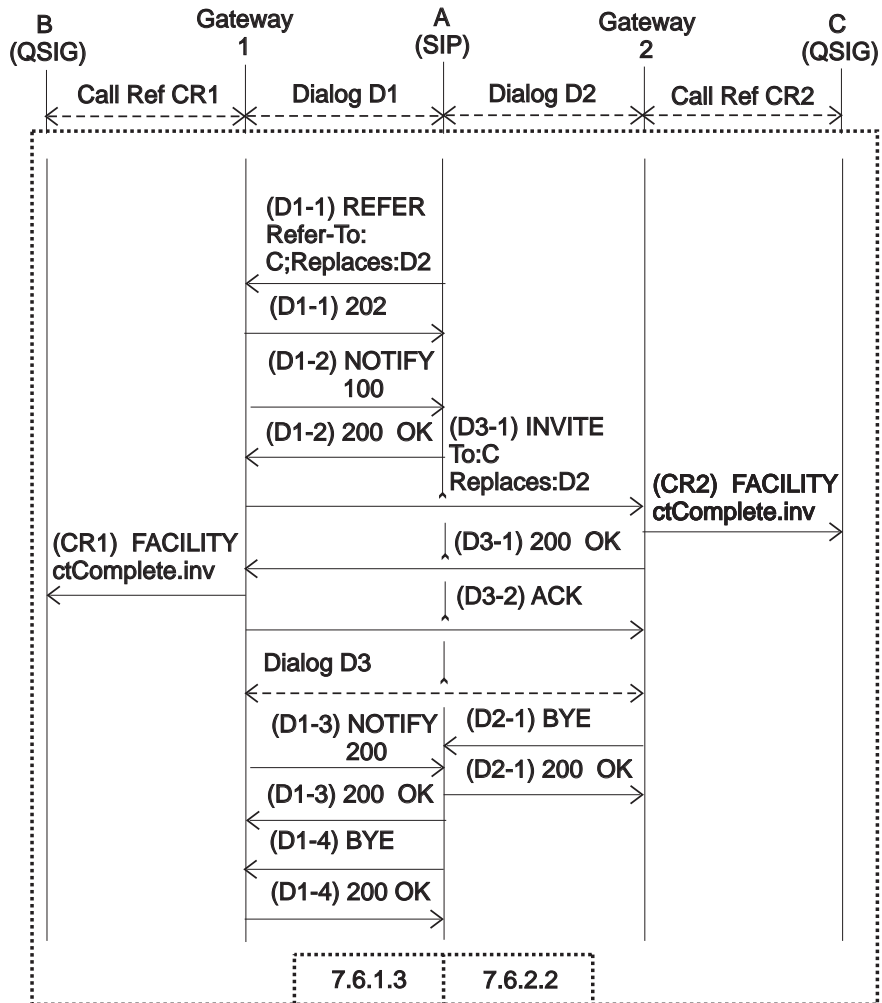 B
(QSIG)
Gateway
1
A
(SIP)
Gateway
2
C
(QSIG)
Call Ref CR1
Dialog D1
Dialog D2
Call Ref CR2
(D1-1) REFER
Refer-To:
C;Replaces:D2
(D1-1) 202
(D1-2) NOTIFY
100
(D1-2) 200 OK
(D3-1) INVITE
To:C
Replaces:D2
(CR2) FACILITY
ctComplete.inv
(D3-1) 200 OK
(CR1) FACILITY
ctComplete.inv
(D3-2) ACK
Dialog D3
(D1-3) NOTIFY
200
(D2-1) BYE
(D2-1) 200 OK
(D1-3) 200 OK
(D1-4) BYE
(D1-4) 200 OK
7.6.1.3
7.6.2.2